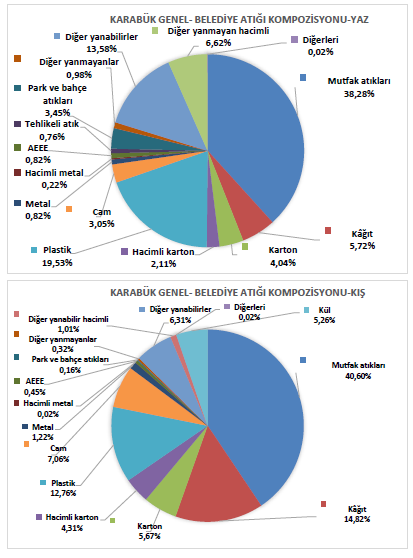 KARABÜK GENEL- BELEDİYE ATIĞI KOMPOZİSYONU-YAZ
Diğer yanabilirler
13,58%
Diğer yanmayan hacimli
6,62%
Diğerleri
0,02%
Diğer yanmayanlar
0,98%
Mutfak atıkları
38,28%
Park ve bahçe
atıkları
3,45%
Tehlikeli atık
0,76%
AEEE
0,82%
Hacimli metal
0,22%
Metal
0,82%
Cam
3,05%
Plastik
19,53%
Hacimli karton
2,11%
Karton
4,04%
Kâğıt
5,72%
KARABÜK GENEL- BELEDİYE ATIĞI KOMPOZİSYONU-KIŞ
Diğer yanabilir hacimli
1,01%
Diğer yanabilirler
6,31%
Diğerleri
0,02%
Kül
5,26%
Diğer yanmayanlar
0,32%
Park ve bahçe atıkları
0,16%
Mutfak atıkları
40,60%
AEEE
0,45%
Hacimli metal
0,02%
Metal
1,22%
Cam
7,06%
Plastik
12,76%
Hacimli karton
4,31%
Karton
5,67%
Kâğıt
14,82%